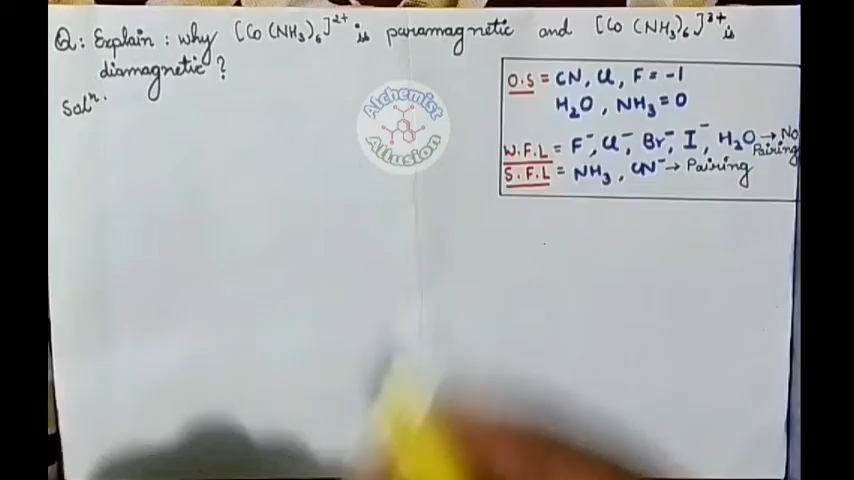 Q: Explain: why [Co(NH3)6]2+ is paramagnetic and [Co(NH3)6]3+ is
diamagnetic?
Solⁿ.
Alchemist
Allusion
O.S = CN, Cl, F = -1
H2O, NH3 = 0
W.F.L = F⁻, Cl⁻, Br⁻, I⁻, H2O → No Pairing
S.F.L = NH3, CN⁻ → Pairing